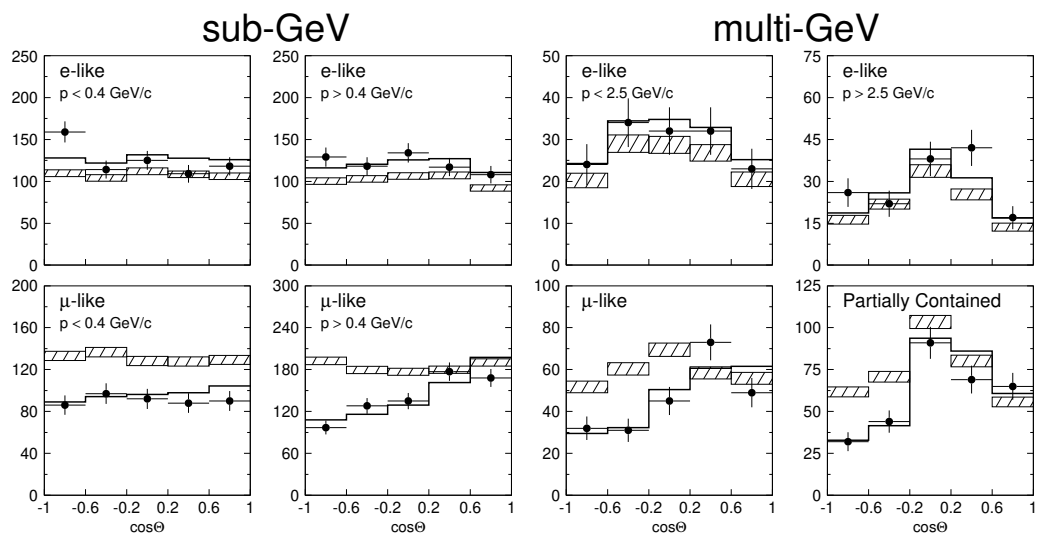 sub-GeV multi-GeV
250
200
150
100
50
0
e-like
p < 0.4 GeV/c
250
200
150
100
50
0
e-like
p > 0.4 GeV/c
50
40
30
20
10
0
e-like
p < 2.5 GeV/c
75
60
45
30
15
0
e-like
p > 2.5 GeV/c
200
160
120
80
40
0
μ-like
p < 0.4 GeV/c
-1 -0.6 -0.2 0.2 0.6 1
cosΘ
300
240
180
120
60
0
μ-like
p > 0.4 GeV/c
-1 -0.6 -0.2 0.2 0.6 1
cosΘ
100
80
60
40
20
0
μ-like
-1 -0.6 -0.2 0.2 0.6 1
cosΘ
125
100
75
50
25
0
Partially Contained
-1 -0.6 -0.2 0.2 0.6 1
cosΘ